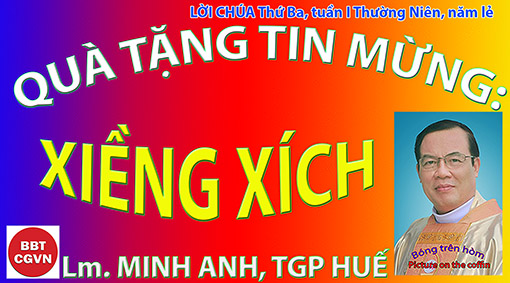 LỜI CHÚA Thứ Ba, tuần I Thường Niên, năm lẻ
QUÀ TẶNG TIN MỪNG:
XIỀNG XÍCH
Bóng trên hòm
Picture on the coffin
BBT
CGVN
Lm. MINH ANH, TGP HUẾ